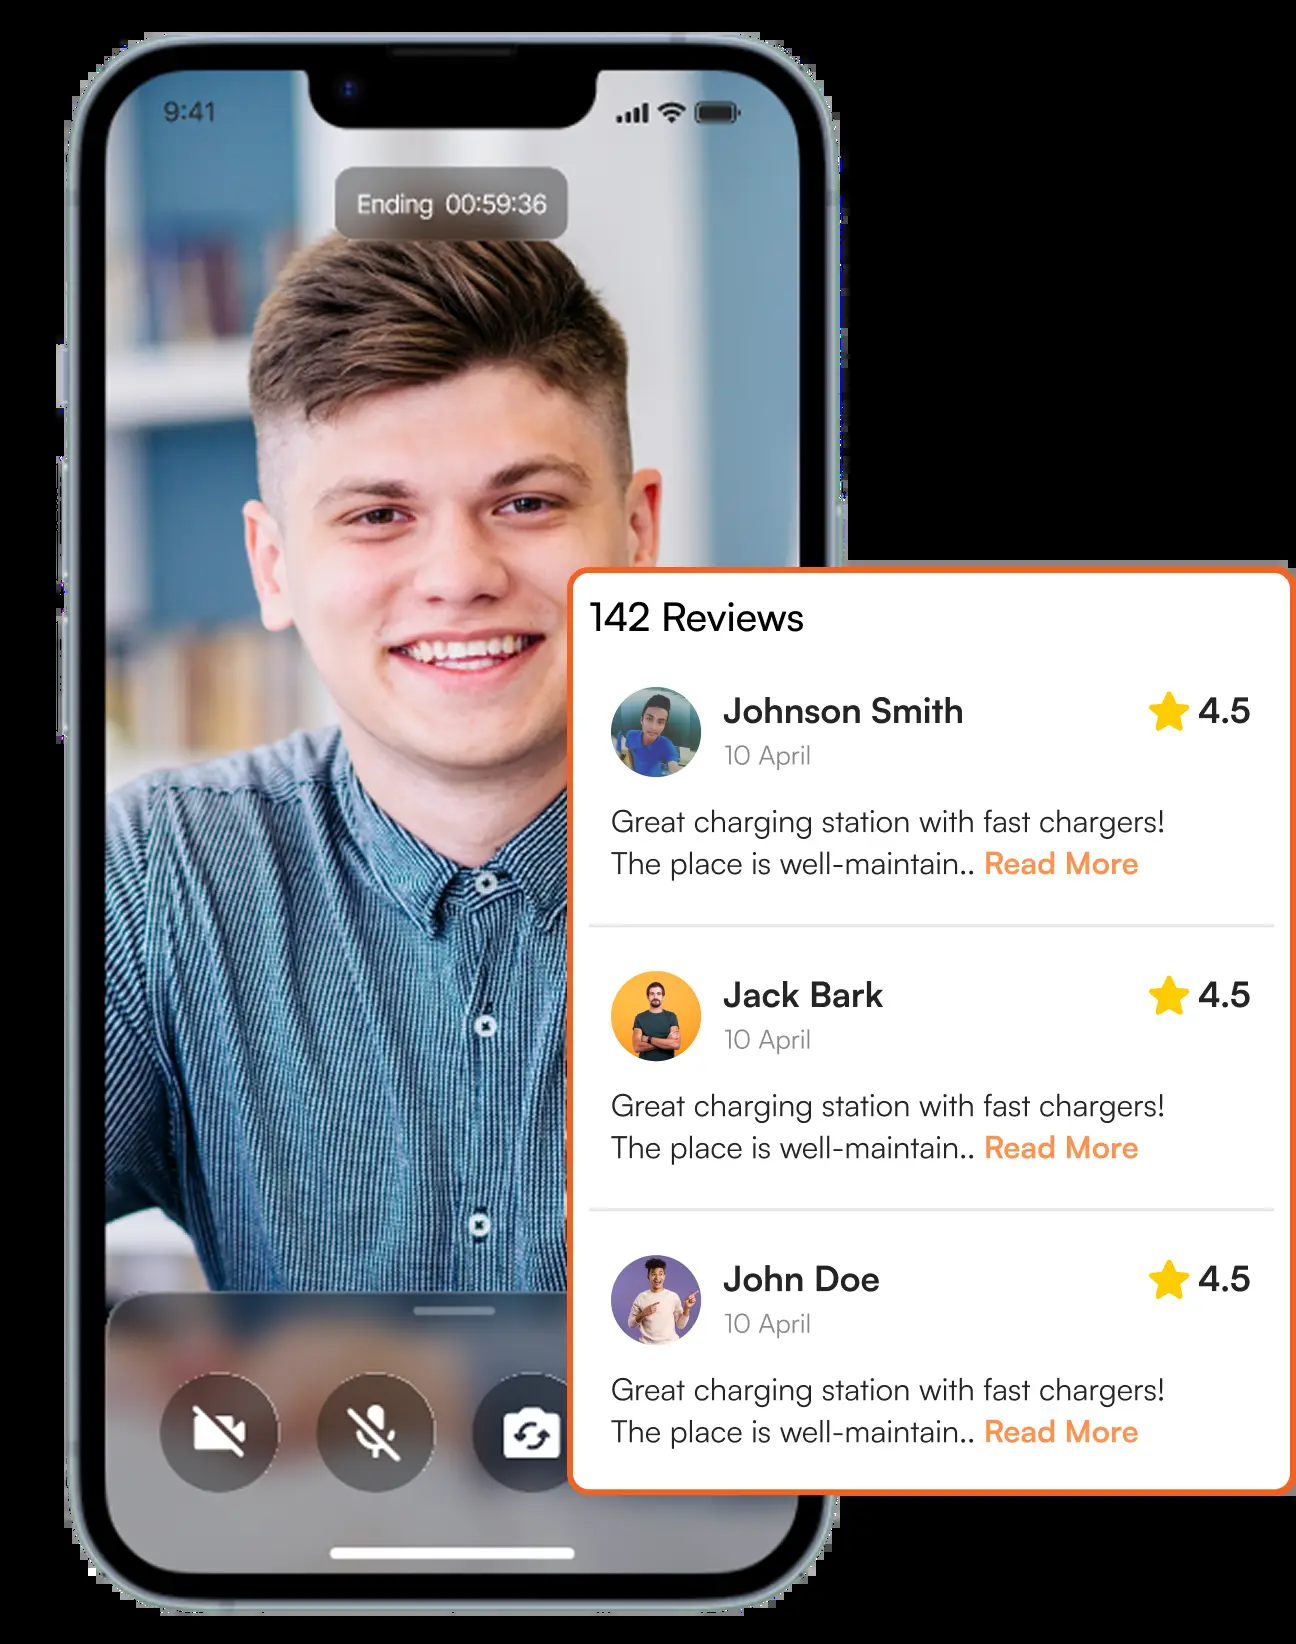 9:41
Ending 00:59:36
142 Reviews
Johnson Smith
4.5
10 April
Great charging station with fast chargers!
The place is well-maintain.. Read More
Jack Bark
4.5
10 April
Great charging station with fast chargers!
The place is well-maintain.. Read More
John Doe
4.5
10 April
Great charging station with fast chargers!
The place is well-maintain.. Read More